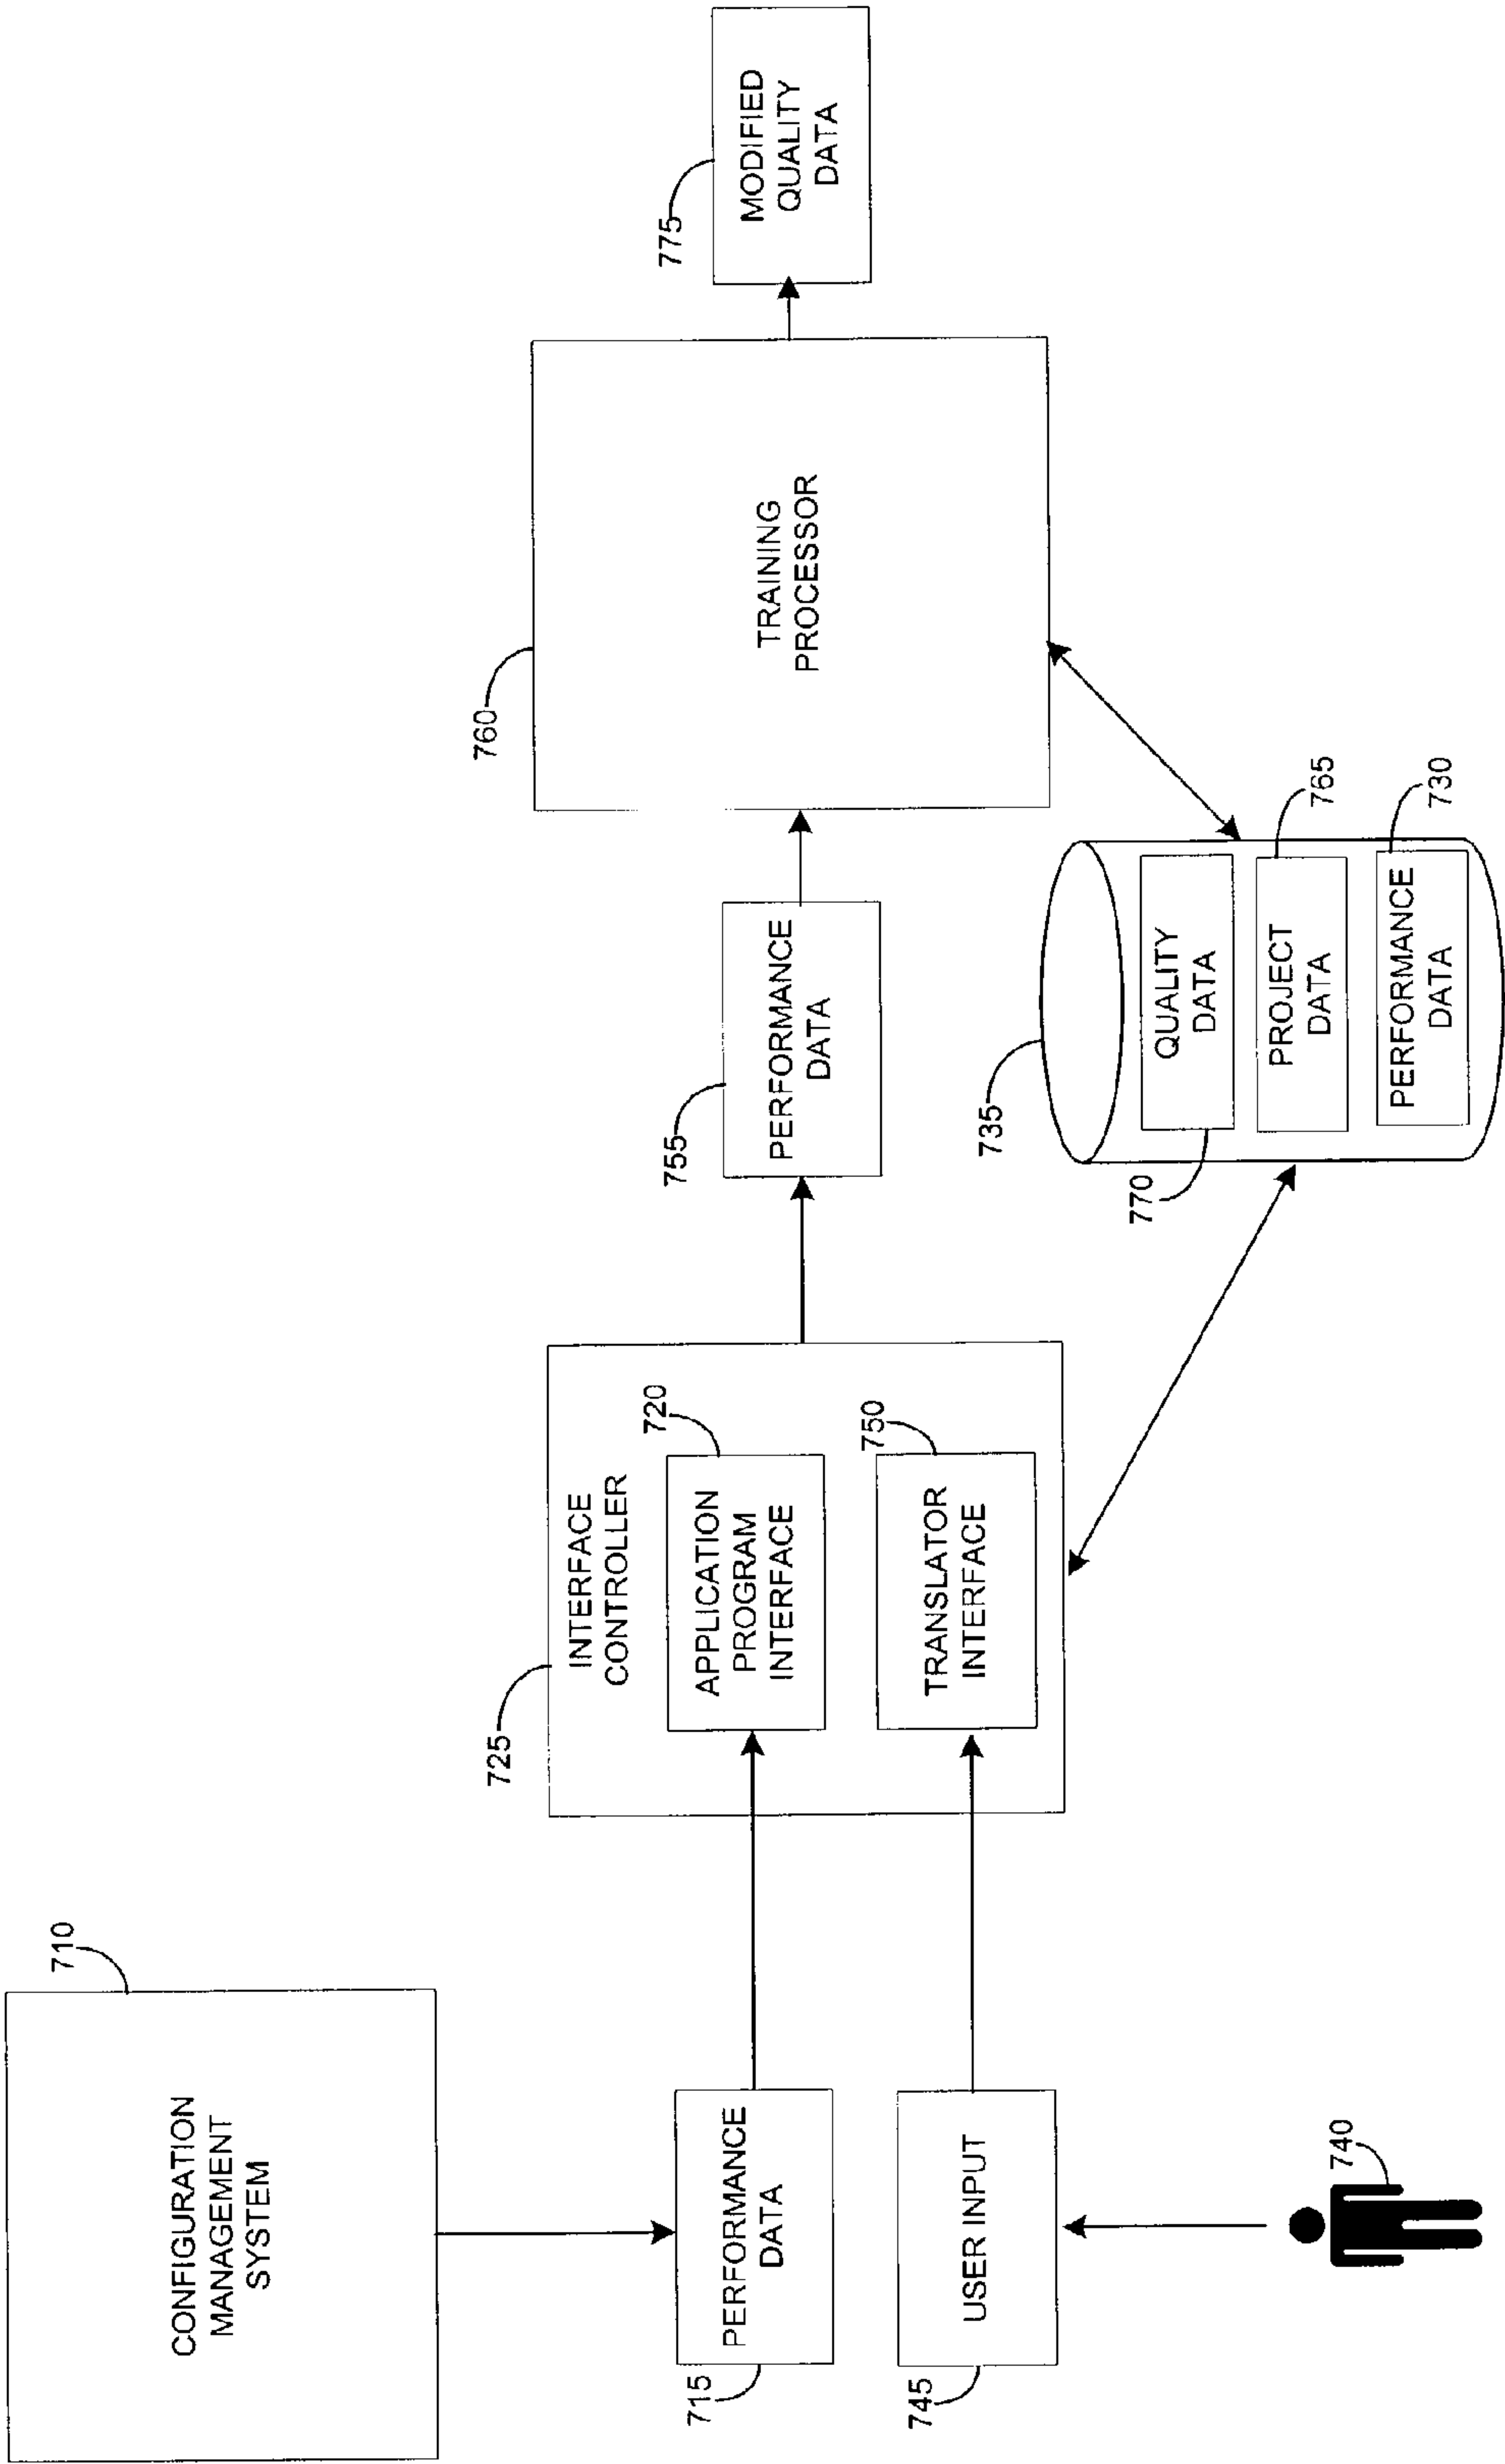 CONFIGURATION
MANAGEMENT
SYSTEM
710
PERFORMANCE
DATA
715
USER INPUT
745
740
725
INTERFACE
CONTROLLER
720
APPLICATION
PROGRAM
INTERFACE
750
TRANSLATOR
INTERFACE
755
PERFORMANCE
DATA
735
770
QUALITY
DATA
PROJECT
DATA
765
PERFORMANCE
DATA
730
760
TRAINING
PROCESSOR
775
MODIFIED
QUALITY
DATA